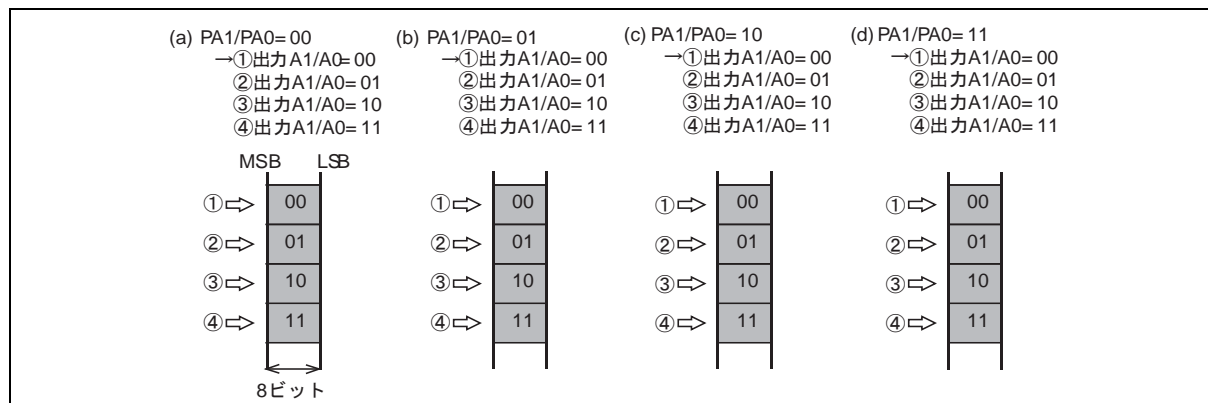 (a) PA1/PA0=00
→①出力A1/A0=00
②出力A1/A0=01
③出力A1/A0=10
④出力A1/A0=11
(b) PA1/PA0=01
→①出力A1/A0=00
②出力A1/A0=01
③出力A1/A0=10
④出力A1/A0=11
(c) PA1/PA0=10
→①出力A1/A0=00
②出力A1/A0=01
③出力A1/A0=10
④出力A1/A0=11
(d) PA1/PA0=11
→①出力A1/A0=00
②出力A1/A0=01
③出力A1/A0=10
④出力A1/A0=11
MSB LSB
①⇨ 00
②⇨ 01
③⇨ 10
④⇨ 11
8ビット
①⇨ 00
②⇨ 01
③⇨ 10
④⇨ 11
①⇨ 00
②⇨ 01
③⇨ 10
④⇨ 11
①⇨ 00
②⇨ 01
③⇨ 10
④⇨ 11